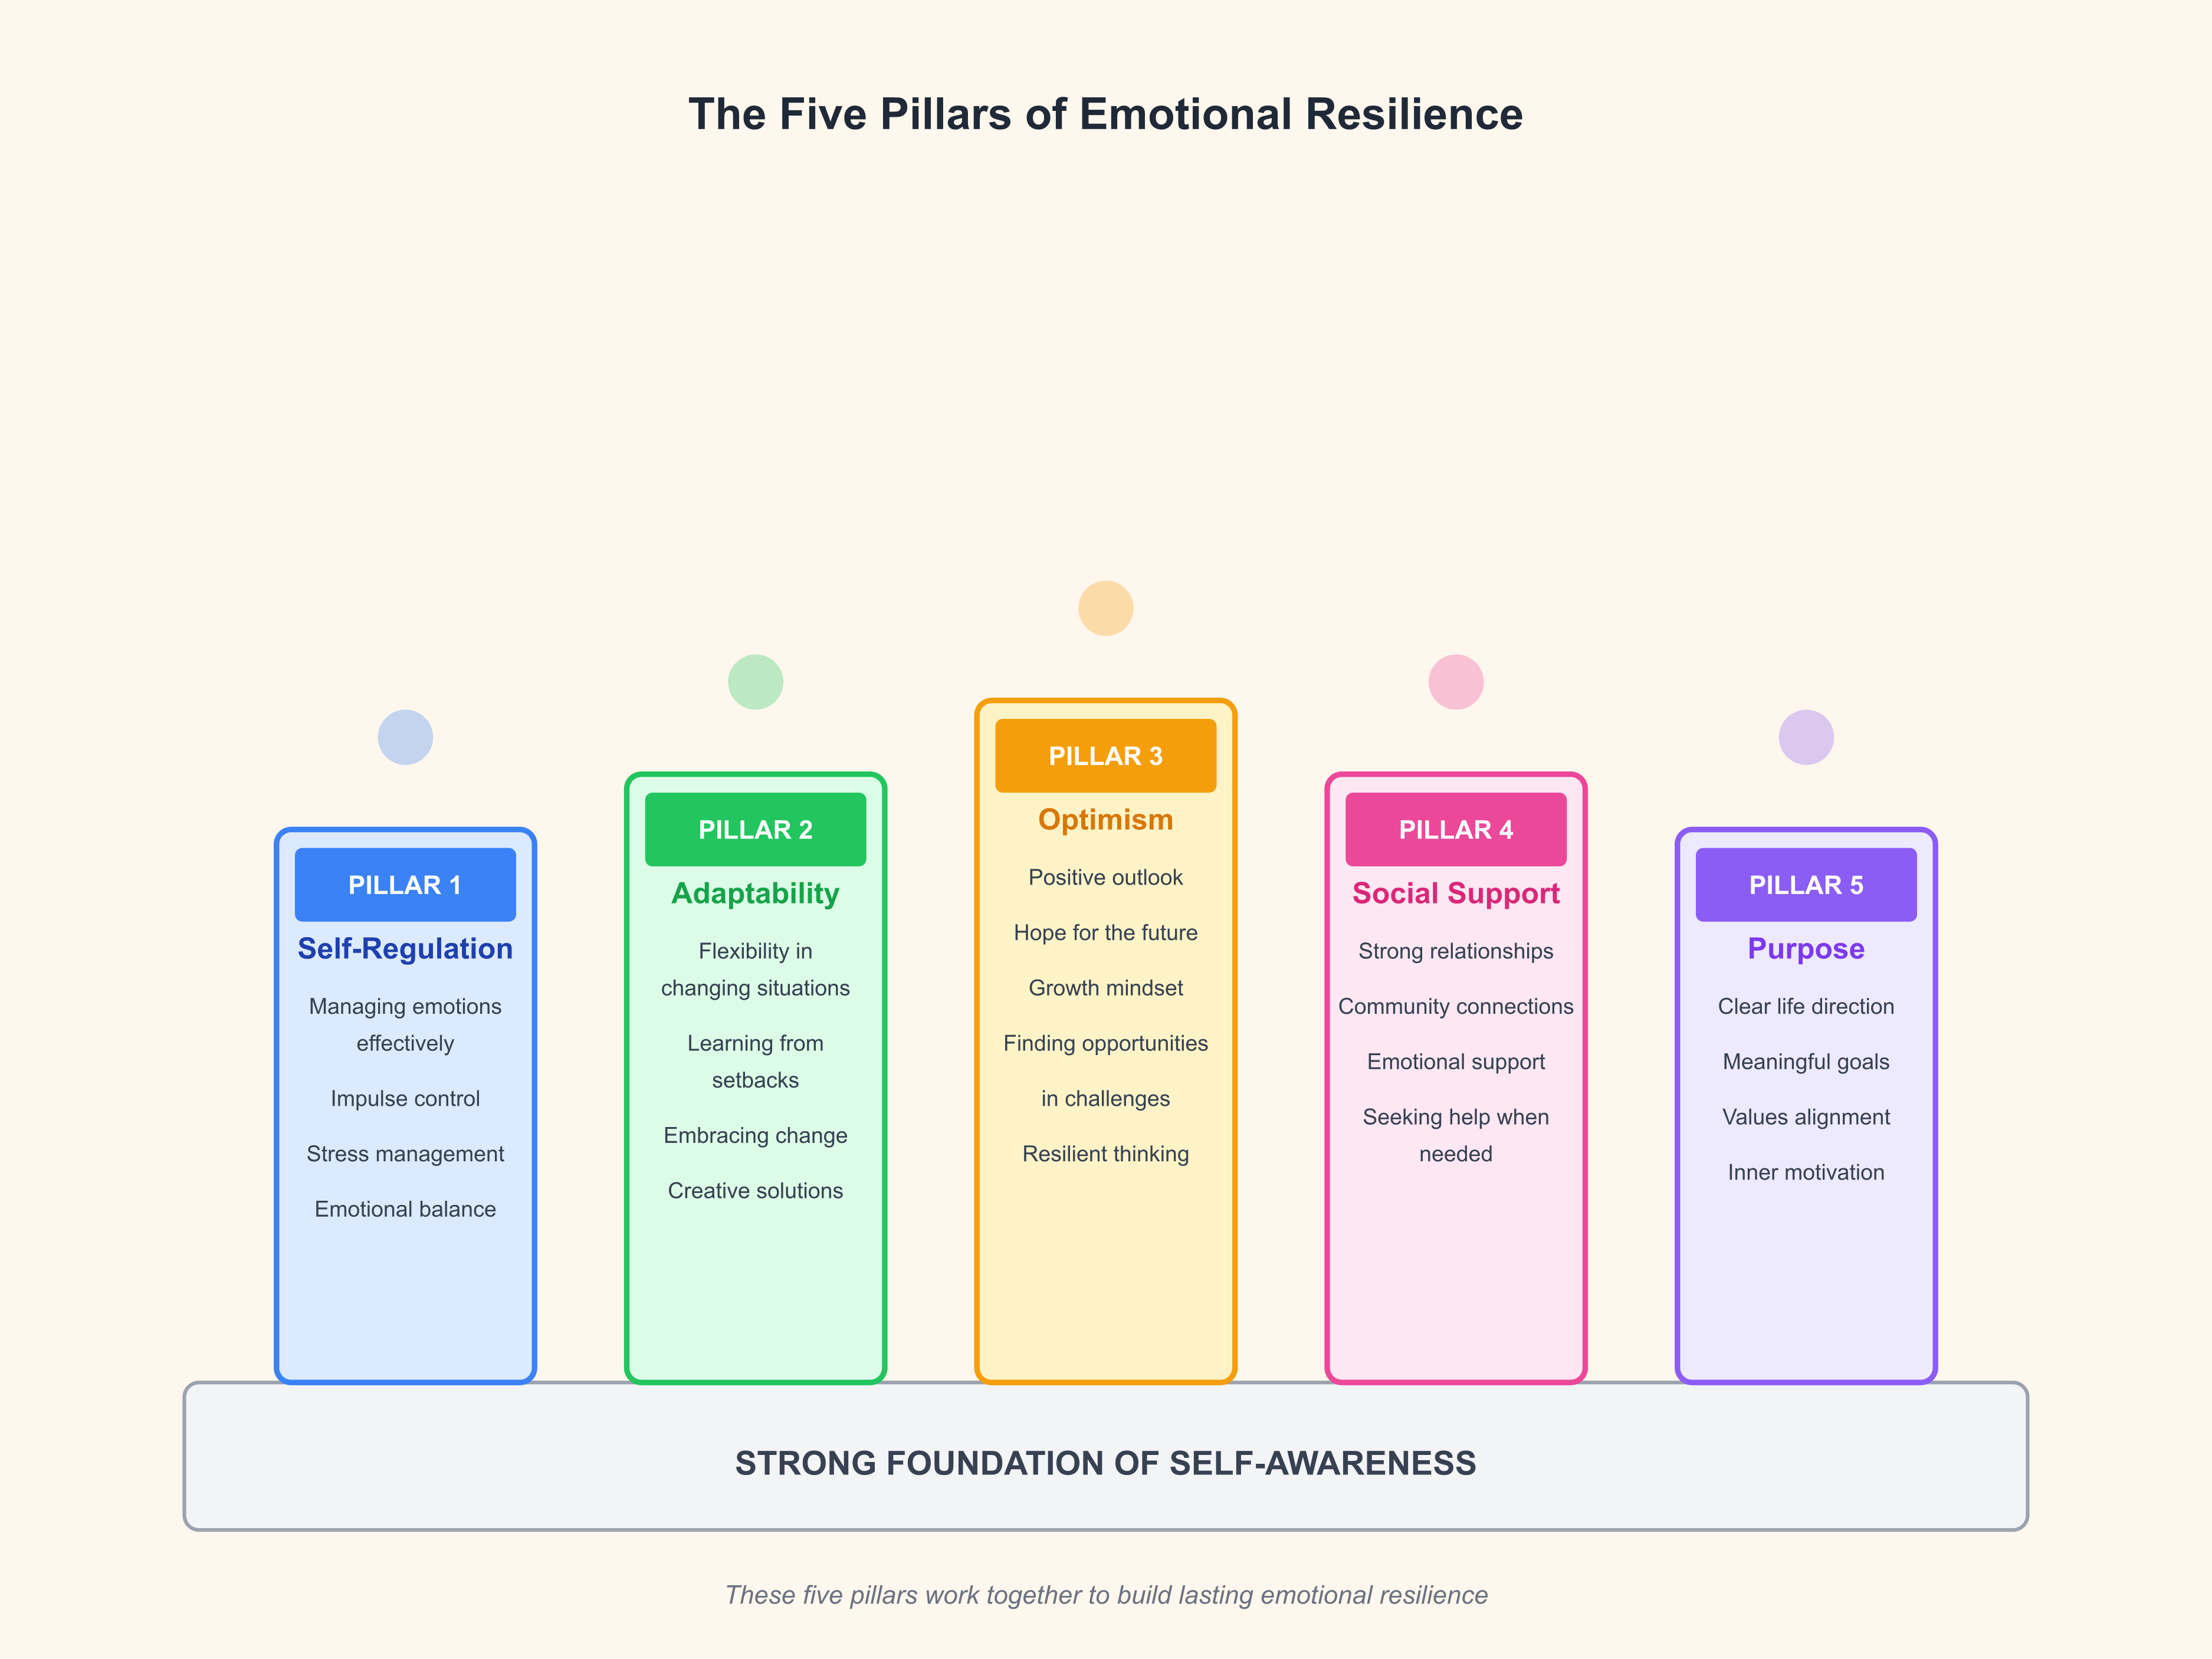 The Five Pillars of Emotional Resilience
PILLAR 1
Self-Regulation
Managing emotions
effectively
Impulse control
Stress management
Emotional balance
PILLAR 2
Adaptability
Flexibility in
changing situations
Learning from
setbacks
Embracing change
Creative solutions
PILLAR 3
Optimism
Positive outlook
Hope for the future
Growth mindset
Finding opportunities
in challenges
Resilient thinking
PILLAR 4
Social Support
Strong relationships
Community connections
Emotional support
Seeking help when
needed
PILLAR 5
Purpose
Clear life direction
Meaningful goals
Values alignment
Inner motivation
STRONG FOUNDATION OF SELF-AWARENESS
These five pillars work together to build lasting emotional resilience